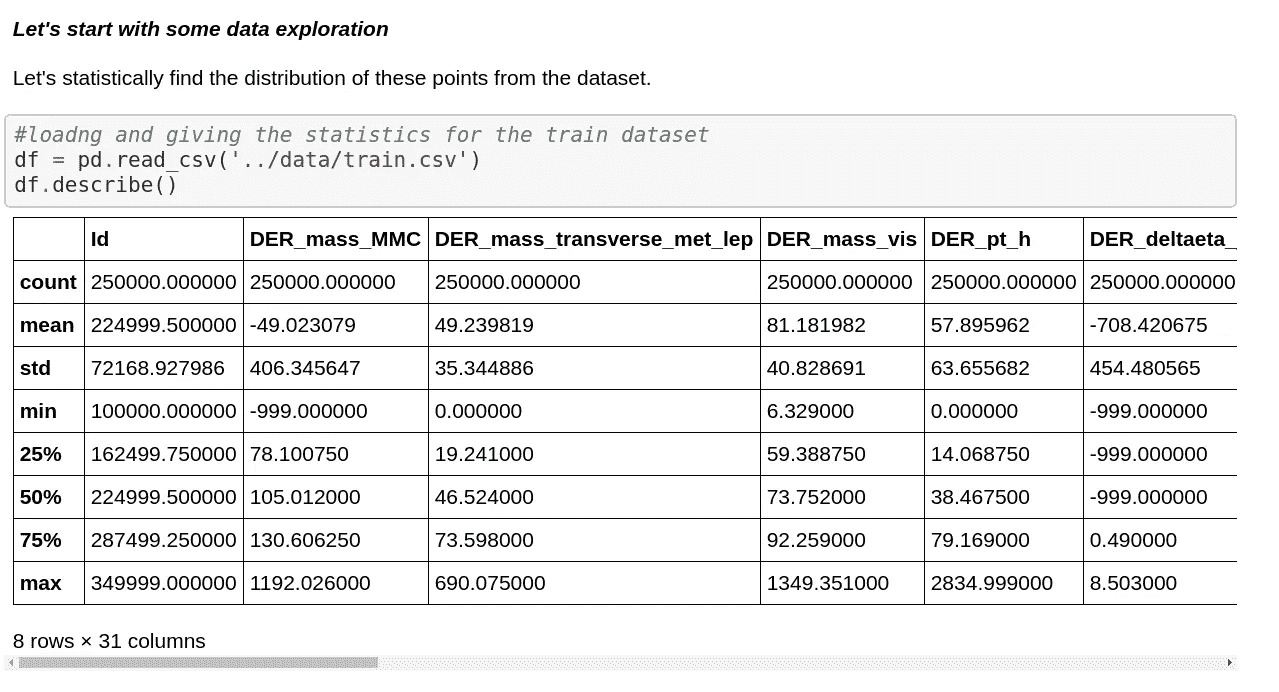 Let's start with some data exploration
Let's statistically find the distribution of these points from the dataset.
#loadng and giving the statistics for the train dataset
df = pd.read_csv('../data/train.csv')
df.describe()
Id DER_mass_MMC DER_mass_transverse_met_lep DER_mass_vis DER_pt_h DER_deltaeta_
count 250000.000000 250000.000000 250000.000000 250000.000000 250000.000000 250000.000000
mean 224999.500000 -49.023079 49.239819 81.181982 57.895962 -708.420675
std 72168.927986 406.345647 35.344886 40.828691 63.655682 454.480565
min 100000.000000 -999.000000 0.000000 6.329000 0.000000 -999.000000
25% 162499.750000 78.100750 19.241000 59.388750 14.068750 -999.000000
50% 224999.500000 105.012000 46.524000 73.752000 38.467500 -999.000000
75% 287499.250000 130.606250 73.598000 92.259000 79.169000 0.490000
max 349999.000000 1192.026000 690.075000 1349.351000 2834.999000 8.503000
8 rows × 31 columns